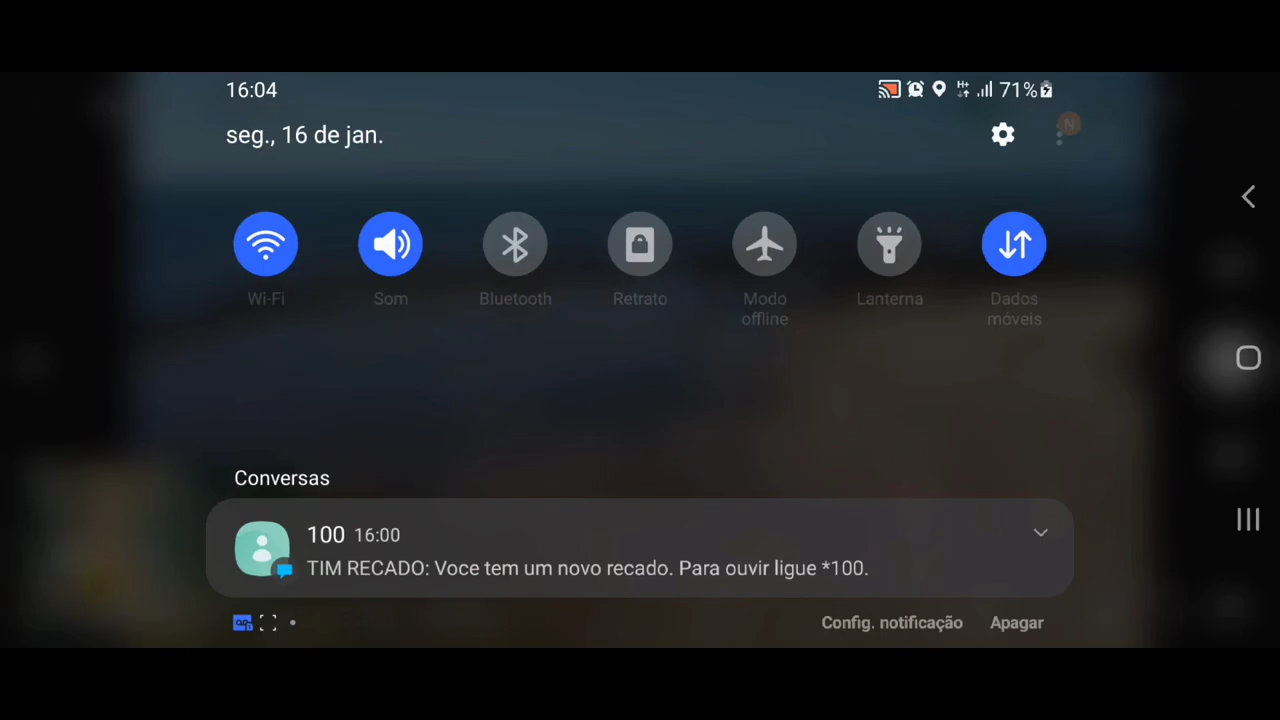 16:04
H+ 71%
seg., 16 de jan.
N
Wi-Fi
Som
Bluetooth
Retrato
Modo
offline
Lanterna
Dados
móveis
Conversas
100 16:00
TIM RECADO: Voce tem um novo recado. Para ouvir ligue *100.
Config. notificação
Apagar